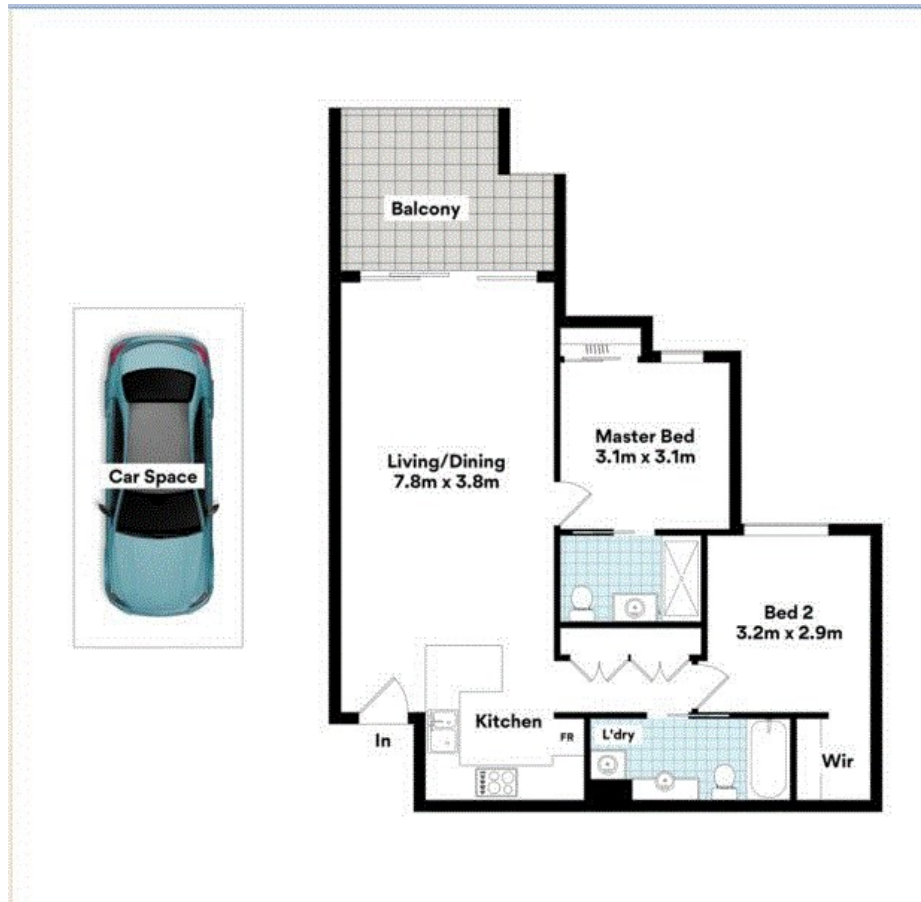 Balcony
Master Bed
3.1m x 3.1m
Living/Dining
7.8m x 3.8m
Car Space
Bed 2
3.2m x 2.9m
Kitchen
In
FR
L'dry
Wir